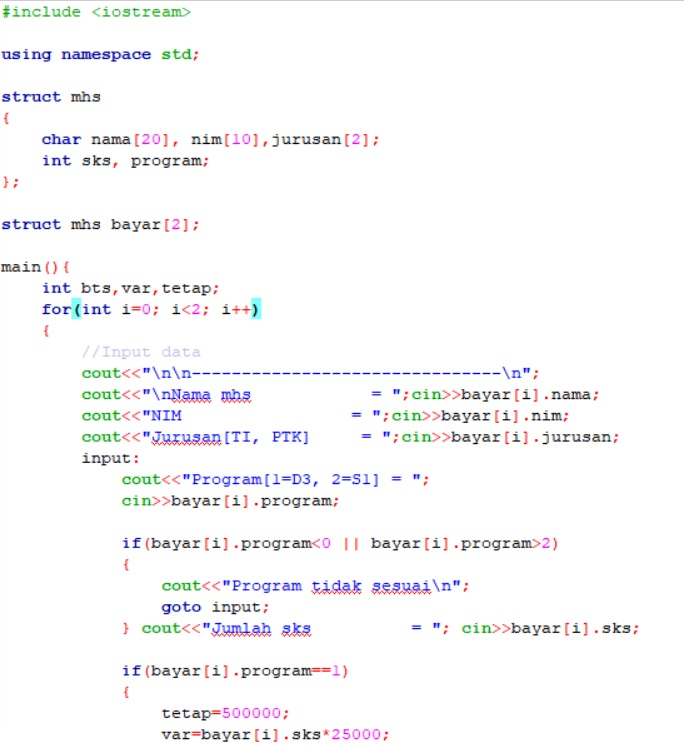 #include <iostream>
using namespace std;
struct mhs
{
char nama[20], nim[10],jurusan[2];
int sks, program;
};
struct mhs bayar[2];
main(){
int bts,var,tetap;
for(int i=0; i<2; i++)
{
//Input data
cout<<"\n\n-------------------------------\n";
cout<<"\nNama mhs            = ";cin>>bayar[i].nama;
cout<<"NIM                 = ";cin>>bayar[i].nim;
cout<<"Jurusan[TI, PTK]     = ";cin>>bayar[i].jurusan;
input:
cout<<"Program[1=D3, 2=S1] = ";
cin>>bayar[i].program;
if(bayar[i].program<0 || bayar[i].program>2)
{
cout<<"Program tidak sesuai\n";
goto input;
} cout<<"Jumlah sks          = "; cin>>bayar[i].sks;
if(bayar[i].program==1)
{
tetap=500000;
var=bayar[i].sks*25000;